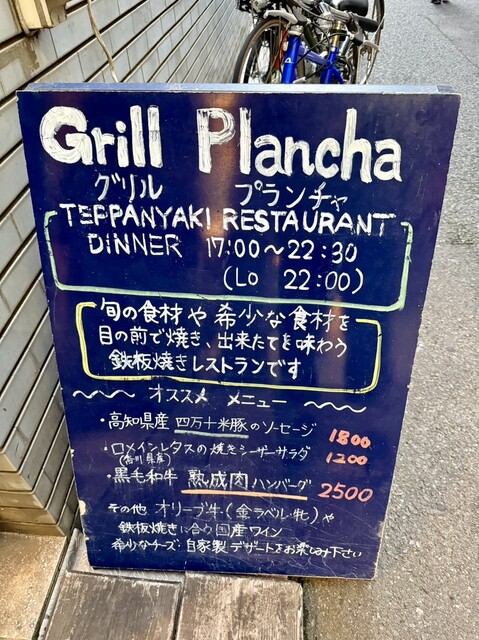 Grill Plancha
グリル プランチャ
TEPPANYAKI RESTAURANT
DINNER 17:00～22:30
(LO 22:00)
旬の食材や希少な食材を
目の前で焼き、出来たてを味わう
鉄板焼きレストランです
オススメ メニュー
・高知県産 四万十米豚のソーセージ 1800
・ロメインレタスの焼きシーザーサラダ 1200
(香川県産)
・黒毛和牛 熟成肉ハンバーグ 2500
その他 オリーブ牛(金ラベル・牝)や
鉄板焼きに合う国産ワイン
希少なチーズ・自家製デザートをお楽しみ下さい